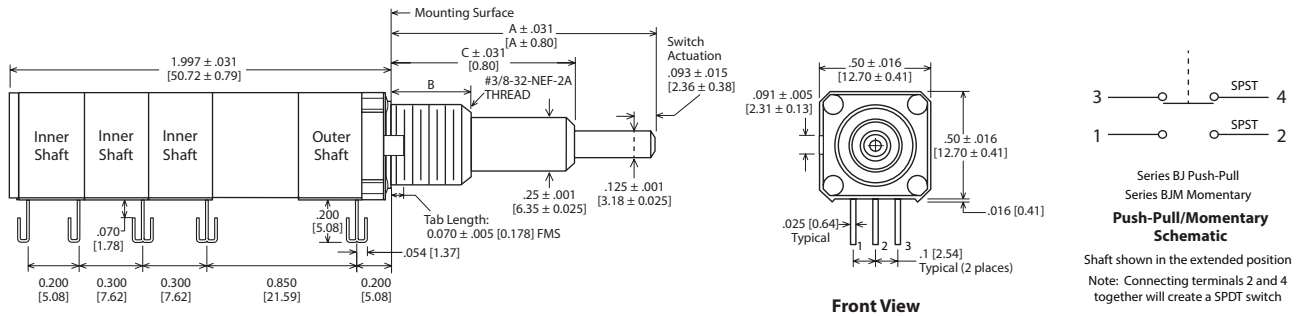 Mounting Surface
A ± .031
[A ± 0.80]
Switch
Actuation
.093 ± .015
[2.36 ± 0.38]
C ± .031
[0.80]
1.997 ± .031
[50.72 ± 0.79]
B
#3/8-32-NEF-2A
THREAD
Inner
Shaft
Inner
Shaft
Inner
Shaft
Outer
Shaft
.25 ± .001
[6.35 ± 0.025]
.125 ± .001
[3.18 ± 0.025]
.070
[1.78]
.200
[5.08]
Tab Length:
0.070 ± .005 [0.178] FMS
.054 [1.37]
0.200
[5.08]
0.300
[7.62]
0.300
[7.62]
0.850
[21.59]
0.200
[5.08]
.50 ± .016
[12.70 ± 0.41]
.091 ±.005
[2.31 ± 0.13]
.50 ± .016
[12.70 ± 0.41]
.016 [0.41]
.025 [0.64]
Typical
1 2 3
.1 [2.54]
Typical (2 places)
Front View
3 SPST 4
1 SPST 2
Series BJ Push-Pull
Series BJM Momentary
Push-Pull/Momentary
Schematic
Shaft shown in the extended position
Note: Connecting terminals 2 and 4
together will create a SPDT switch